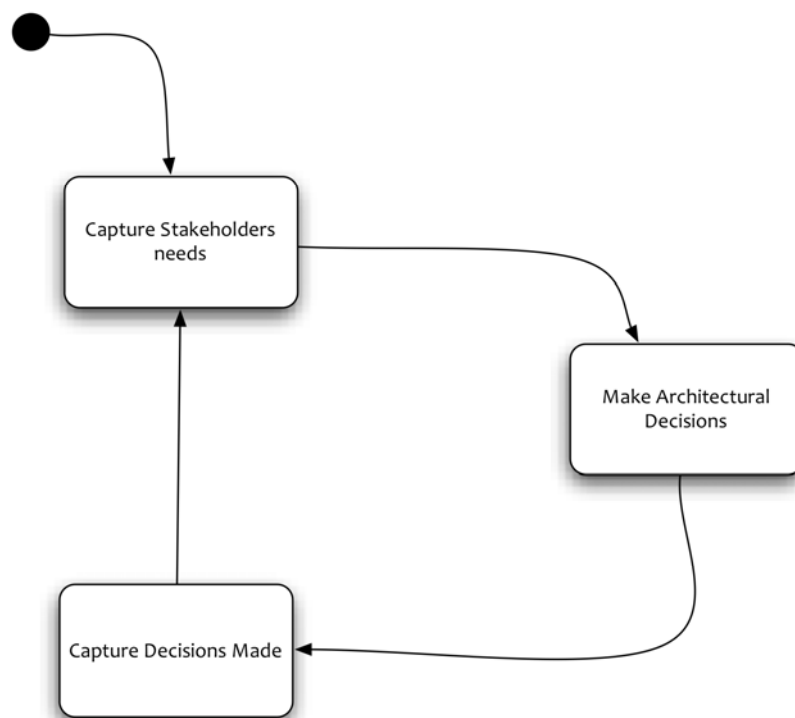 Capture Stakeholders
needs
Make Architectural
Decisions
Capture Decisions Made